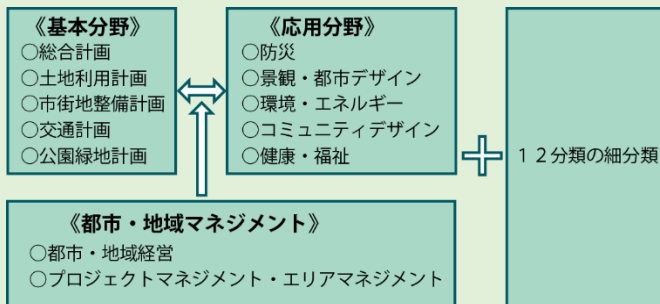 《基本分野》
○総合計画
○土地利用計画
○市街地整備計画
○交通計画
○公園緑地計画
《応用分野》
○防災
○景観・都市デザイン
○環境・エネルギー
○コミュニティデザイン
○健康・福祉
１２分類の細分類
《都市・地域マネジメント》
○都市・地域経営
○プロジェクトマネジメント・エリアマネジメント